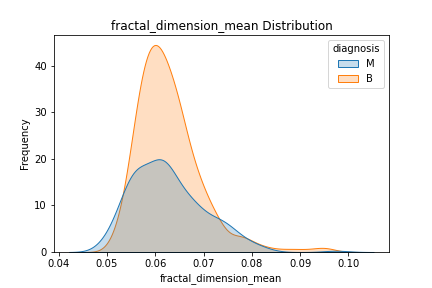 fractal_dimension_mean Distribution
diagnosis
M
B
Frequency
40
30
20
10
0
0.04 0.05 0.06 0.07 0.08 0.09 0.10
fractal_dimension_mean